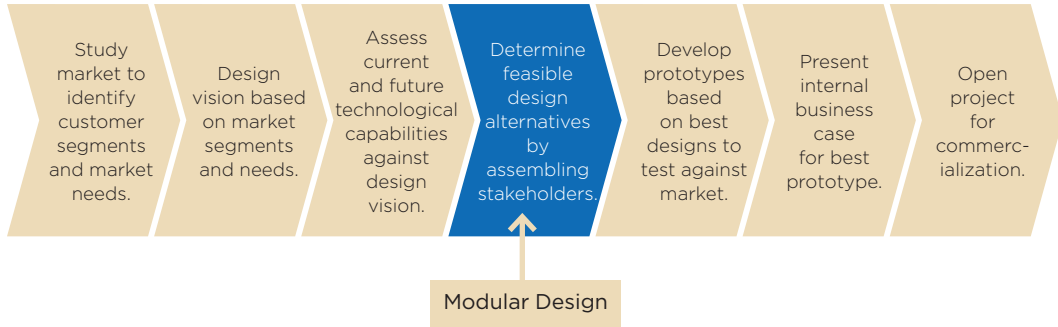 Study
market to
identify
customer
segments
and market
needs.
Design
vision based
on market
segments
and needs.
Assess
current
and future
technological
capabilities
against
design
vision.
Determine
feasible
design
alternatives
by
assembling
stakeholders.
Develop
prototypes
based
on best
designs to
test against
market.
Present
internal
business
case
for best
prototype.
Open
project
for
commerc-
ialization.
Modular Design